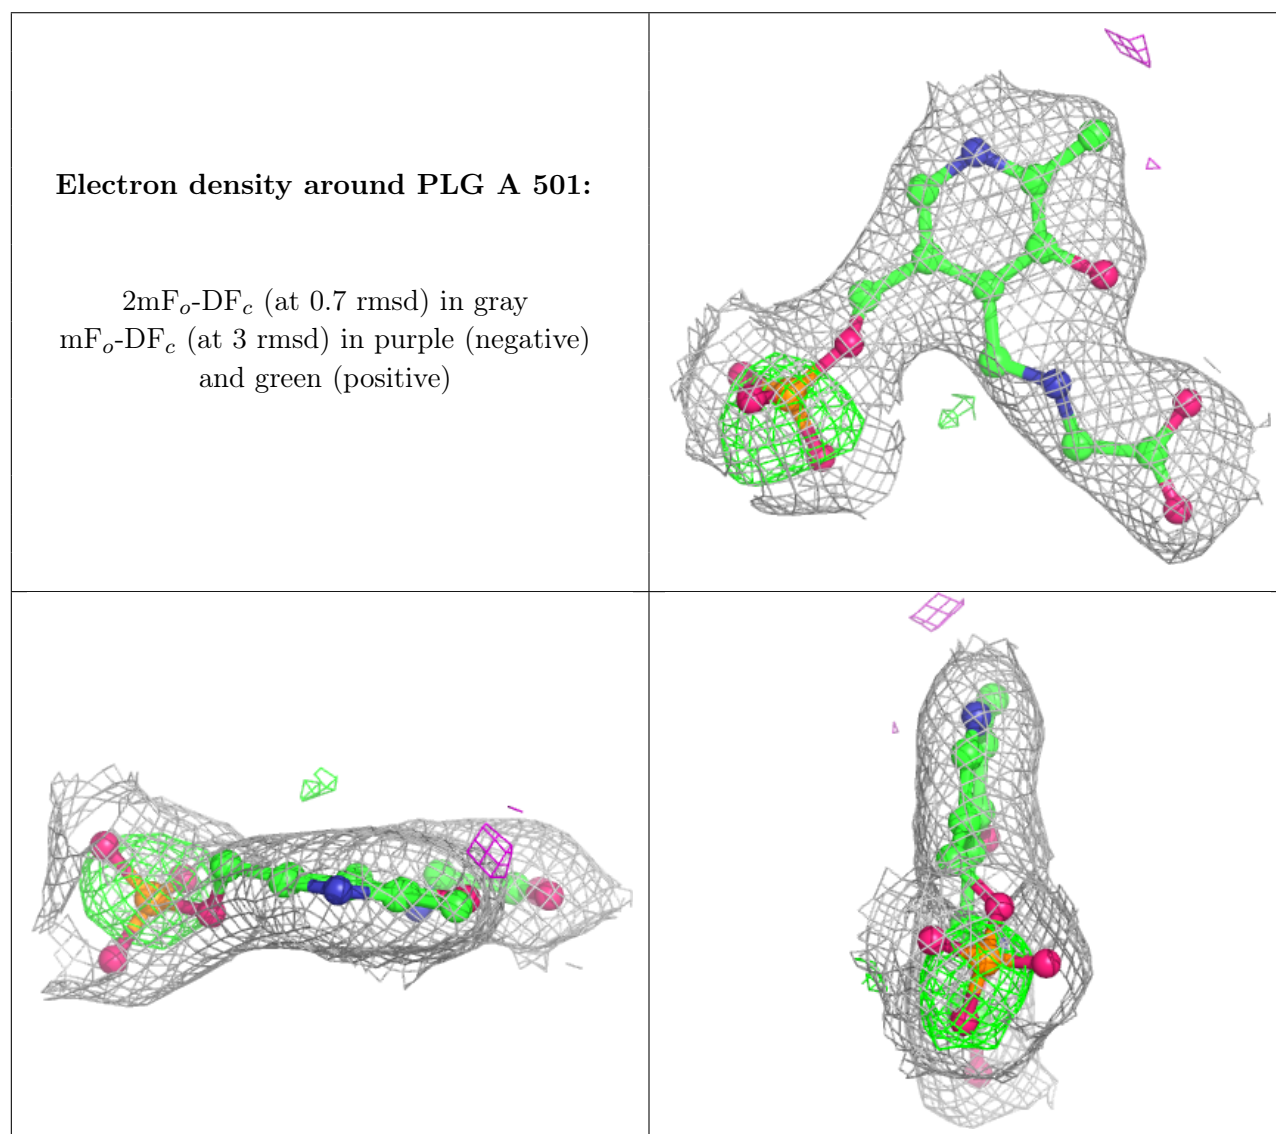 Electron density around PLG A 501:
2mFo-DFc (at 0.7 rmsd) in gray
mFo-DFc (at 3 rmsd) in purple (negative)
and green (positive)